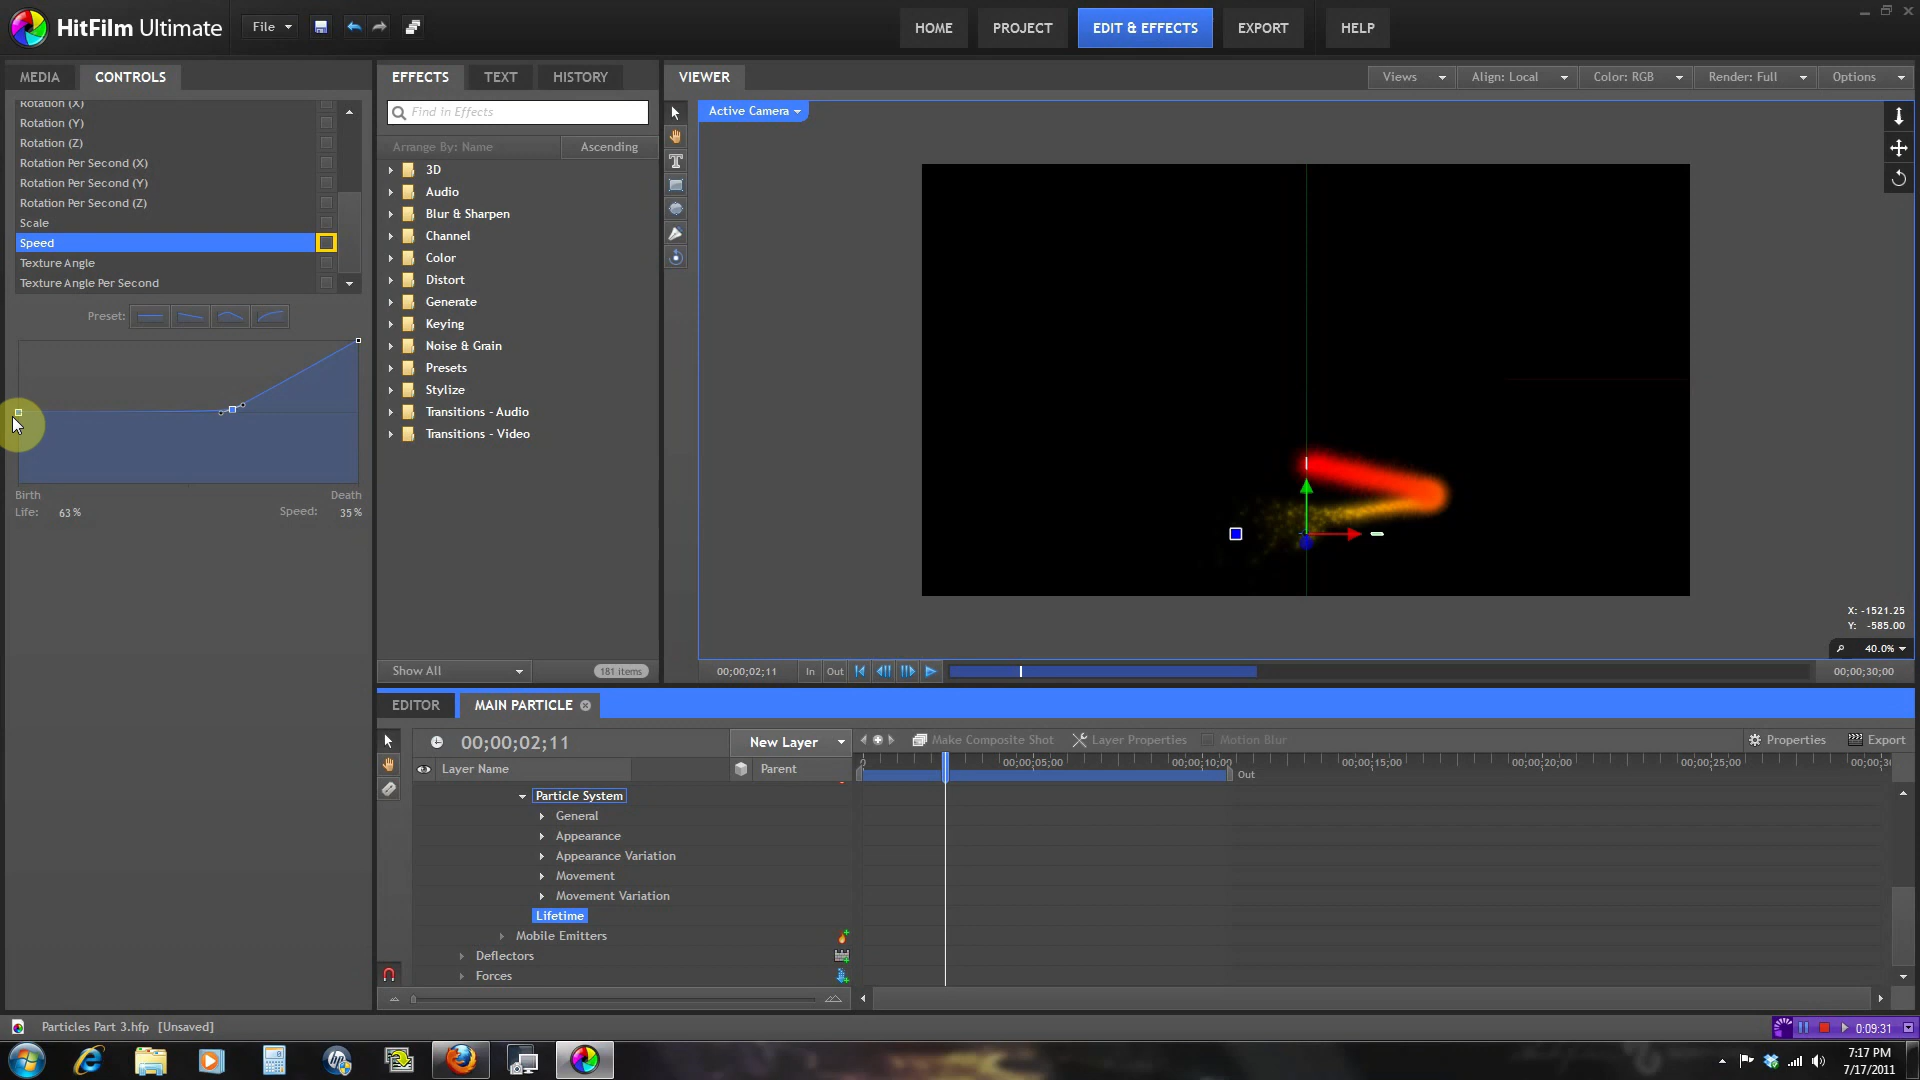 HitFilm Ultimate
File
HOME
PROJECT
EDIT & EFFECTS
EXPORT
HELP
MEDIA
CONTROLS
EFFECTS
TEXT
HISTORY
VIEWER
Views
Align: Local
Color: RGB
Render: Full
Options
Rotation (X)
Rotation (Y)
Rotation (Z)
Rotation Per Second (X)
Rotation Per Second (Y)
Rotation Per Second (Z)
Scale
Speed
Texture Angle
Texture Angle Per Second
Preset:
Birth
Death
Life: 63 %
Speed: 35 %
Find in Effects
Arrange By: Name
Ascending
3D
Audio
Blur & Sharpen
Channel
Color
Distort
Generate
Keying
Noise & Grain
Presets
Stylize
Transitions - Audio
Transitions - Video
Show All
181 items
Active Camera
X: -1521.25
Y: -585.00
40.0%
00;00;02;11
In
Out
00;00;30;00
EDITOR
MAIN PARTICLE
00;00;02;11
New Layer
Make Composite Shot
Layer Properties
Motion Blur
Properties
Export
Layer Name
Parent
0
00;00;05;00
00;00;10;00
00;00;15;00
00;00;20;00
00;00;25;00
Out
Particle System
General
Appearance
Appearance Variation
Movement
Movement Variation
Lifetime
Mobile Emitters
Deflectors
Forces
Particles Part 3.hfp [Unsaved]
0:09:31
7:17 PM
7/17/2011